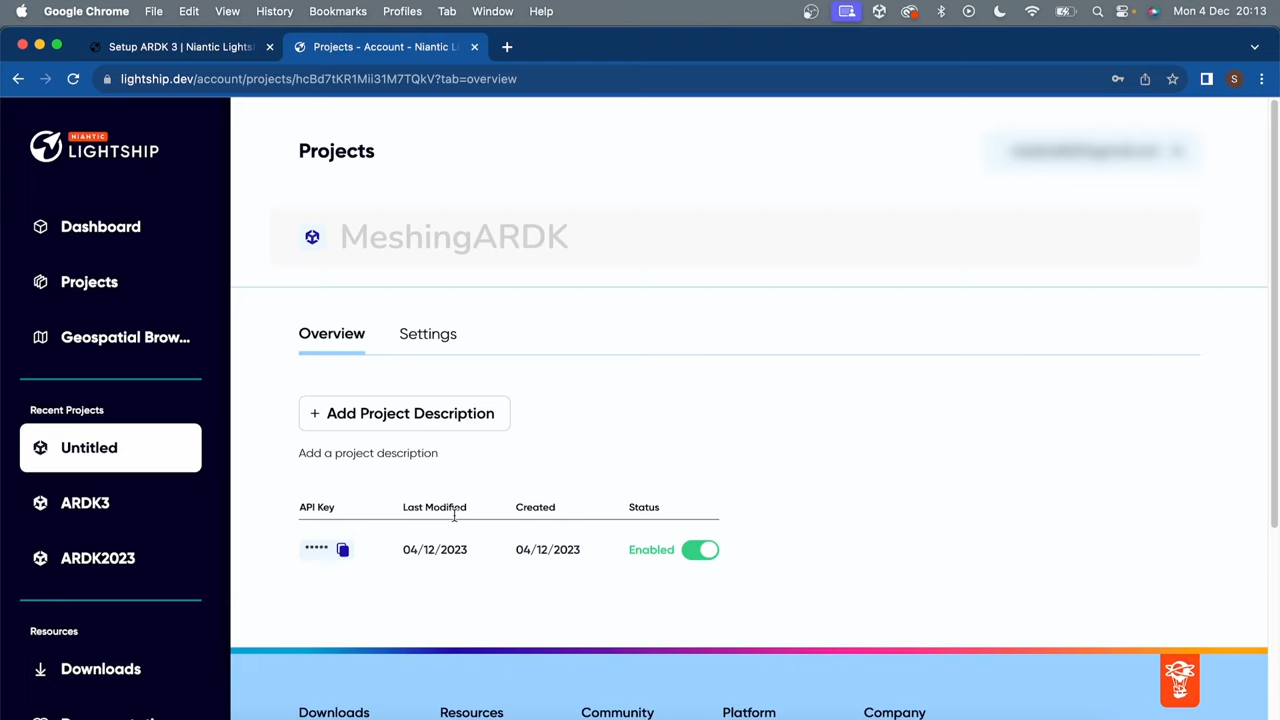 Google Chrome File Edit View History Bookmarks Profiles Tab Window Help Mon 4 Dec 20:13
Setup ARDK 3 | Niantic Lights
Projects - Account - Niantic Li
lightship.dev/account/projects/hcBd7tKR1Mii31M7TQkV?tab=overview
S
NIANTIC
LIGHTSHIP
Projects
Dashboard
MeshingARDK
Projects
Geospatial Brow...
Overview Settings
Recent Projects
+ Add Project Description
Untitled
Add a project description
ARDK3
API Key Last Modified Created Status
***** 04/12/2023 04/12/2023 Enabled
ARDK2023
Resources
Downloads
Downloads Resources Community Platform Company